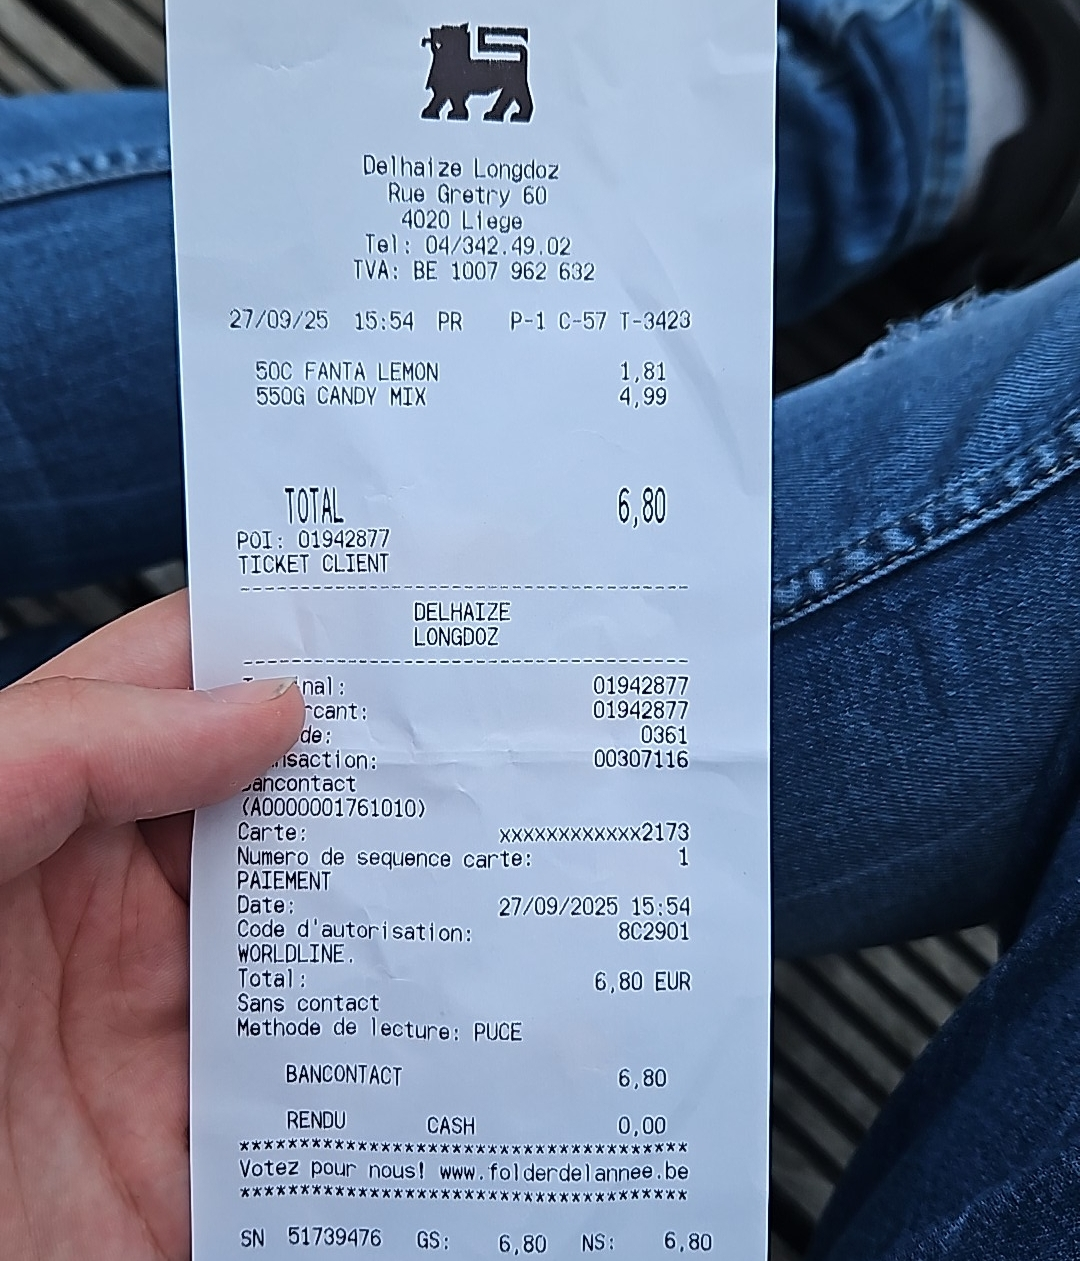 Delhaize Longdoz
Rue Gretry 60
4020 Liege
Tel: 04/342.49.02
TVA: BE 1007 962 632
27/09/25 15:54 PR P-1 C-57 T-3423
50C FANTA LEMON 1,81
550G CANDY MIX 4,99
TOTAL 6,80
POI: 01942877
TICKET CLIENT
---------------------------------------
DELHAIZE
LONGDOZ
---------------------------------------
01942877
01942877
0361
00307116
(A0000001761010)
Carte: xxxxxxxxxxxx2173
Numero de sequence carte: 1
PAIEMENT
Date: 27/09/2025 15:54
Code d'autorisation: 8C2901
WORLDLINE.
Total: 6,80 EUR
Sans contact
Methode de lecture: PUCE
BANCONTACT 6,80
RENDU CASH 0,00
***************************************
Votez pour nous! www.folderdelannee.be
***************************************
SN 51739476 GS: 6,80 NS: 6,80